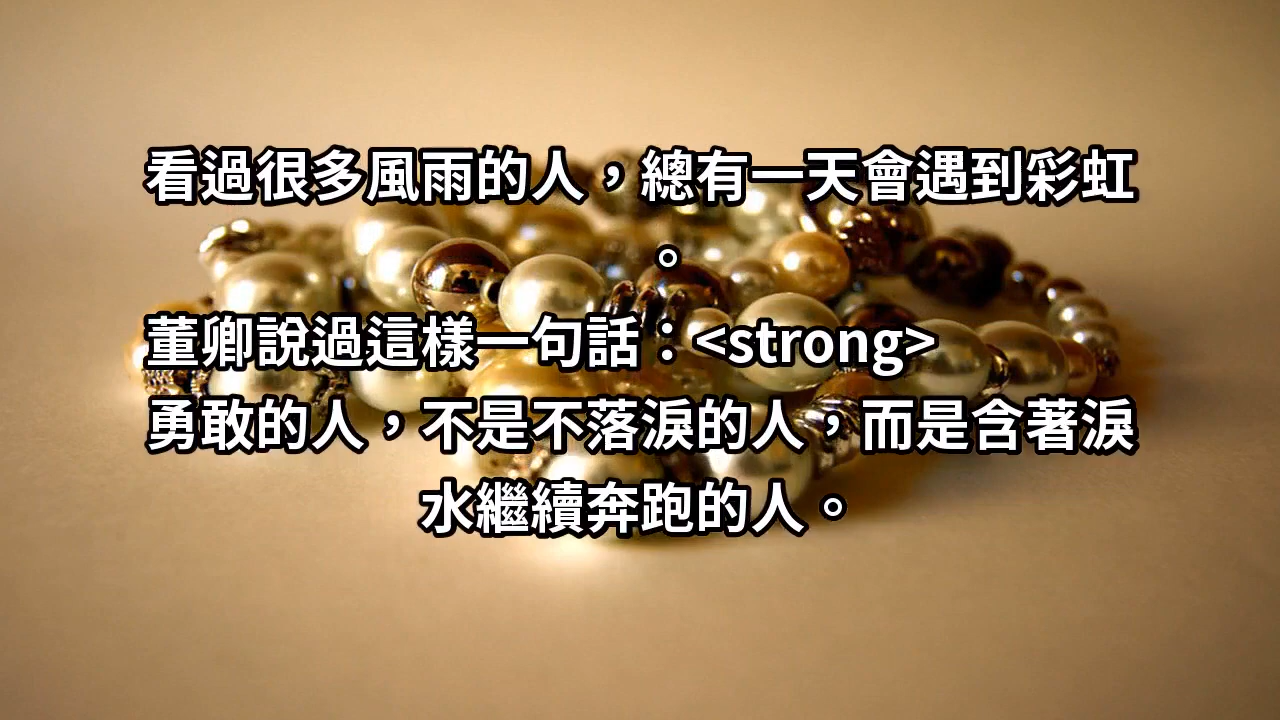 看過很多風雨的人，總有一天會遇到彩虹
。
董卿說過這樣一句話：<strong>
勇敢的人，不是不落淚的人，而是含著淚
水繼續奔跑的人。